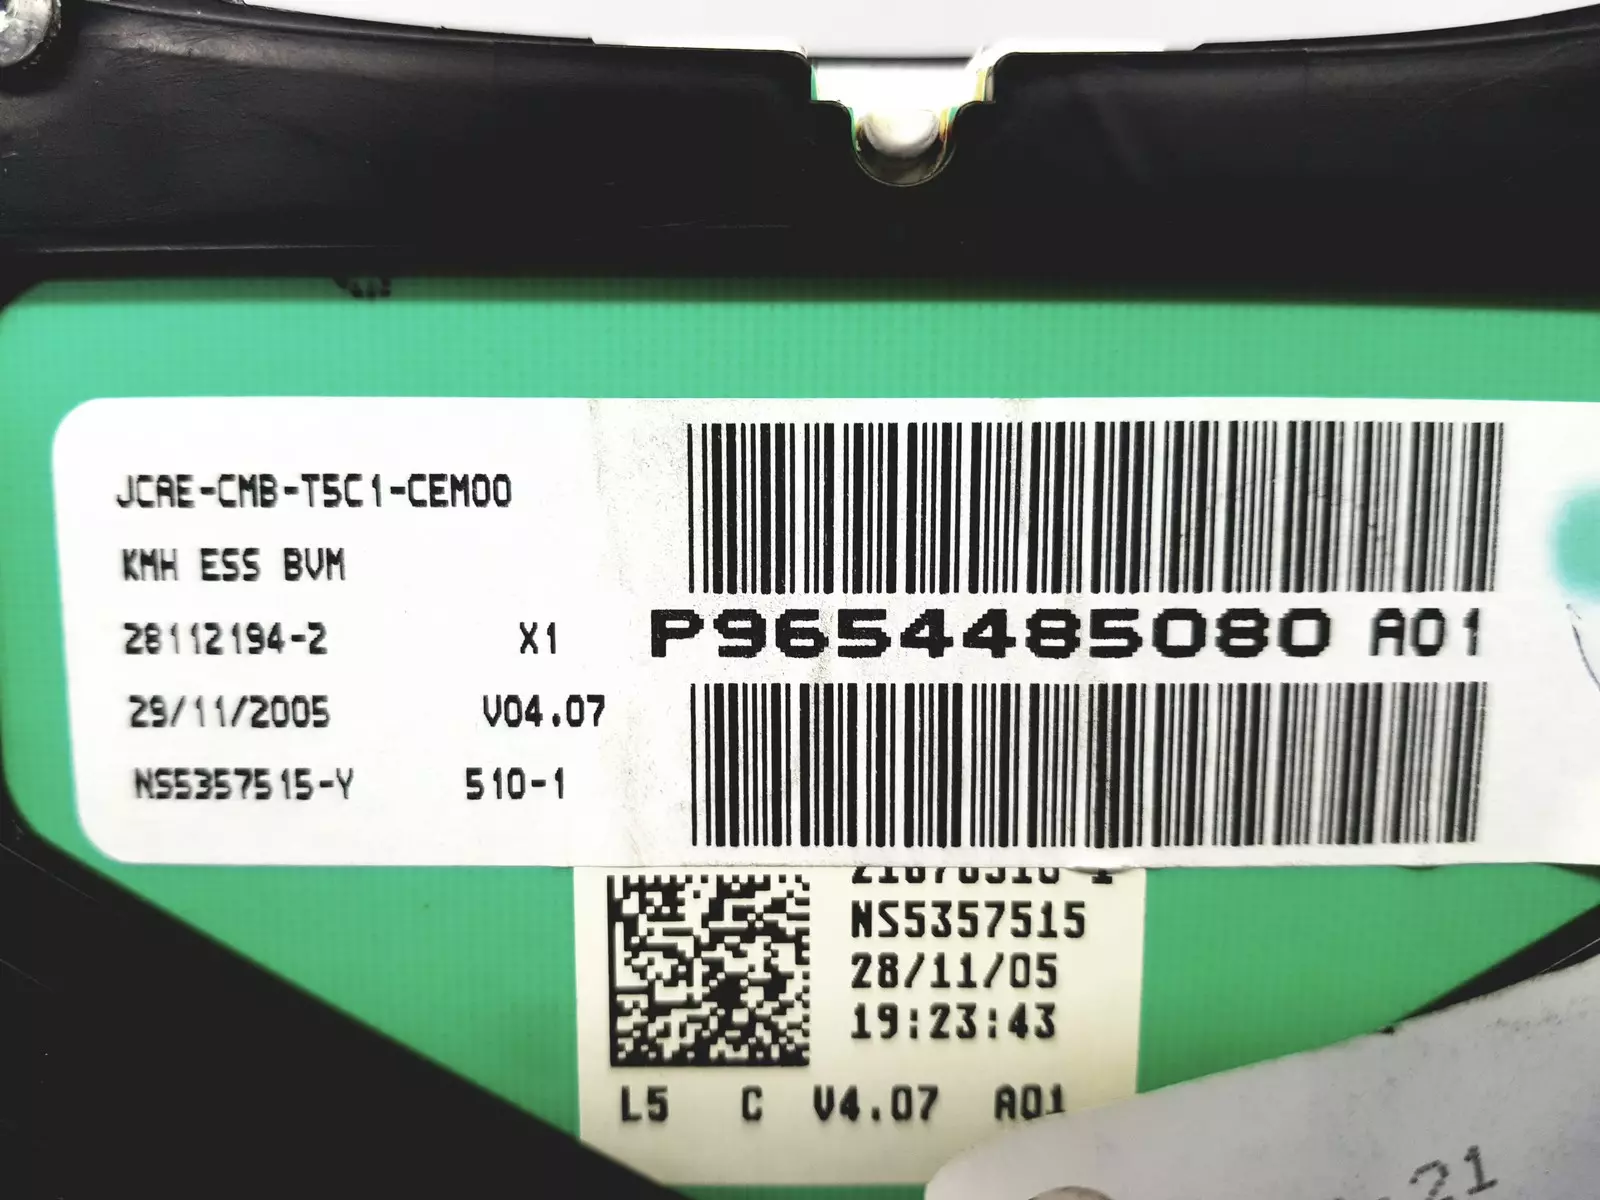 JCAE-CMB-T5C1-CEM00
KMH ESS BVM
28112194-2 X1
29/11/2005 V04.07
NS5357515-Y 510-1
P9654485080 A01
NS5357515
28/11/05
19:23:43
L5 C V4.07 A01
21